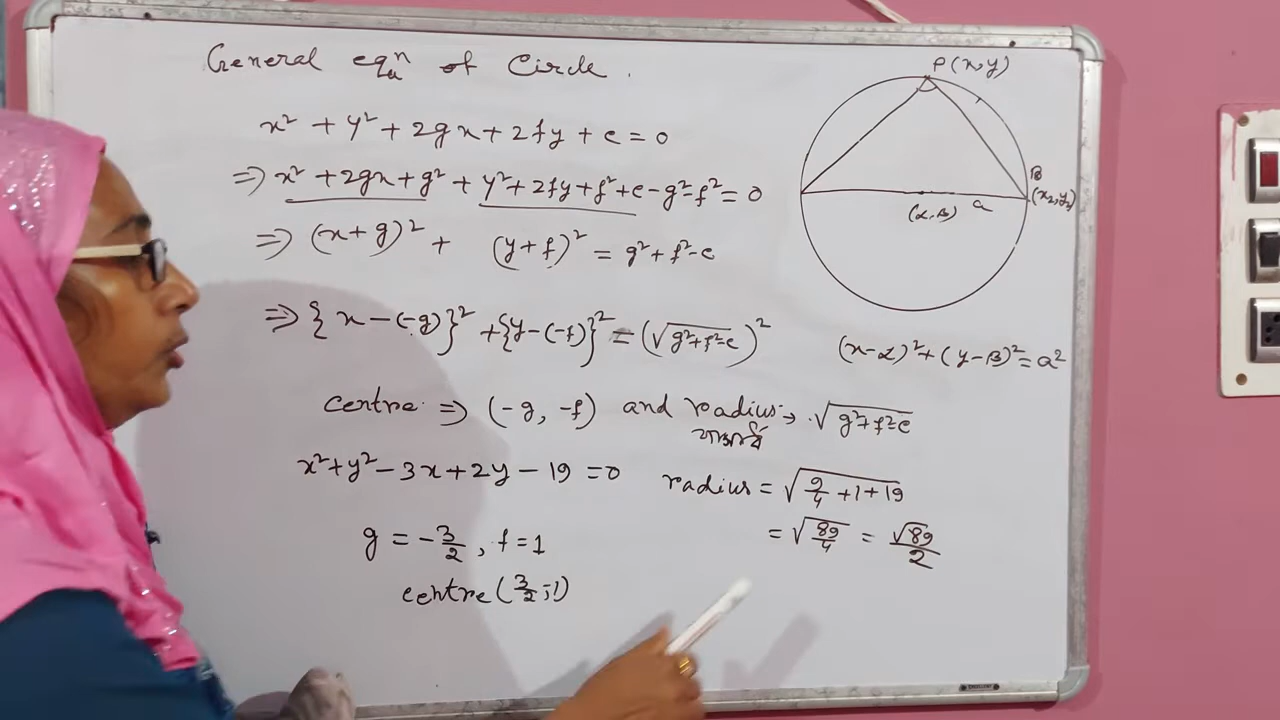 General eqⁿ of Circle.
x² + y² + 2gx + 2fy + c = 0
⇒ x² + 2gx + g² + y² + 2fy + f² + c - g² - f² = 0
⇒ (x + g)² + (y + f)² = g² + f² - c
⇒ {x - (-g)}² + {y - (-f)}² = (√(g² + f² - c))²
centre ⇒ (-g, -f) and radius → √(g² + f² - c)
x² + y² - 3x + 2y - 19 = 0
g = -3/2, f = 1
centre (3/2, -1)
radius = √(9/4 + 1 + 19)
= √(89/4) = √89/2
P(x, y)
B
(x₂, y₂)
(α, β)
a
(x - α)² + (y - β)² = a²
EXCELLENT